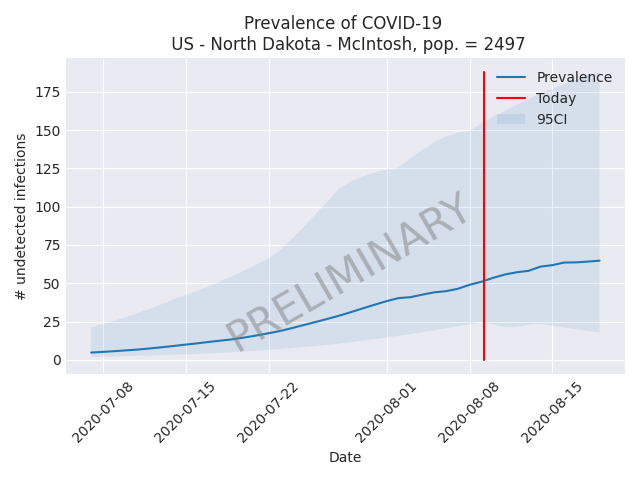 Prevalence of COVID-19
US - North Dakota - McIntosh, pop. = 2497
Prevalence
Today
95CI
175
150
125
100
75
50
25
0
# undetected infections
PRELIMINARY
2020-07-08
2020-07-15
2020-07-22
2020-08-01
2020-08-08
2020-08-15
Date